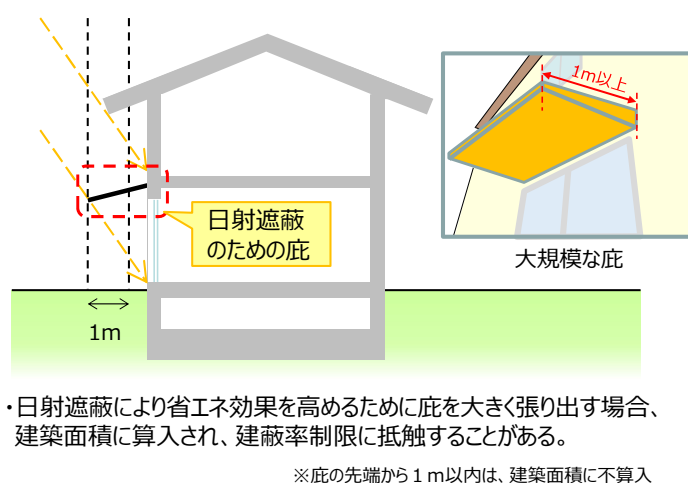 1m以上
日射遮蔽
のための庇
大規模な庇
1m
・日射遮蔽により省エネ効果を高めるために庇を大きく張り出す場合、
建築面積に算入され、建蔽率制限に抵触することがある。
※庇の先端から１ｍ以内は、建築面積に不算入